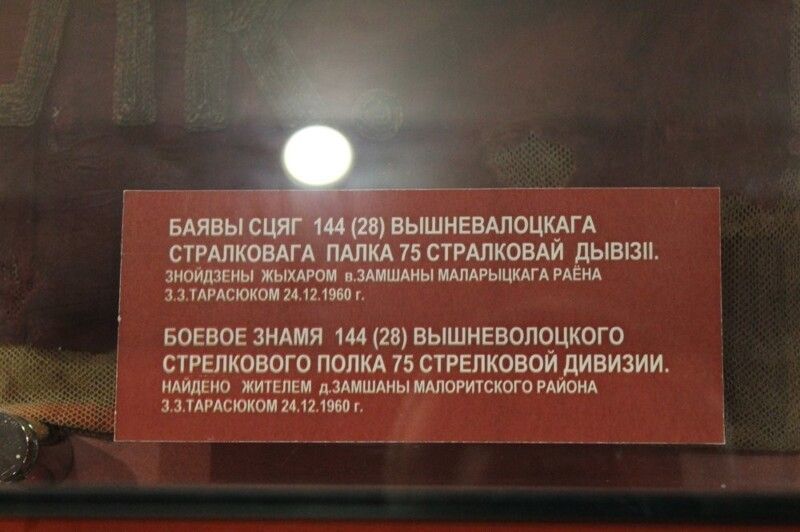 БАЯВЫ СЦЯГ 144 (28) ВЫШНЕВАЛОЦКАГА
СТРАЛКОВАГА ПАЛКА 75 СТРАЛКОВАЙ ДЫВІЗІІ.
ЗНОЙДЗЕНЫ ЖЫХАРОМ в.ЗАМШАНЫ МАЛАРЫЦКАГА РАЁНА
З.З.ТАРАСЮКОМ 24.12.1960 г.
БОЕВОЕ ЗНАМЯ 144 (28) ВЫШНЕВОЛОЦКОГО
СТРЕЛКОВОГО ПОЛКА 75 СТРЕЛКОВОЙ ДИВИЗИИ.
НАЙДЕНО ЖИТЕЛЕМ д.ЗАМШАНЫ МАЛОРИТСКОГО РАЙОНА
З.З.ТАРАСЮКОМ 24.12.1960 г.